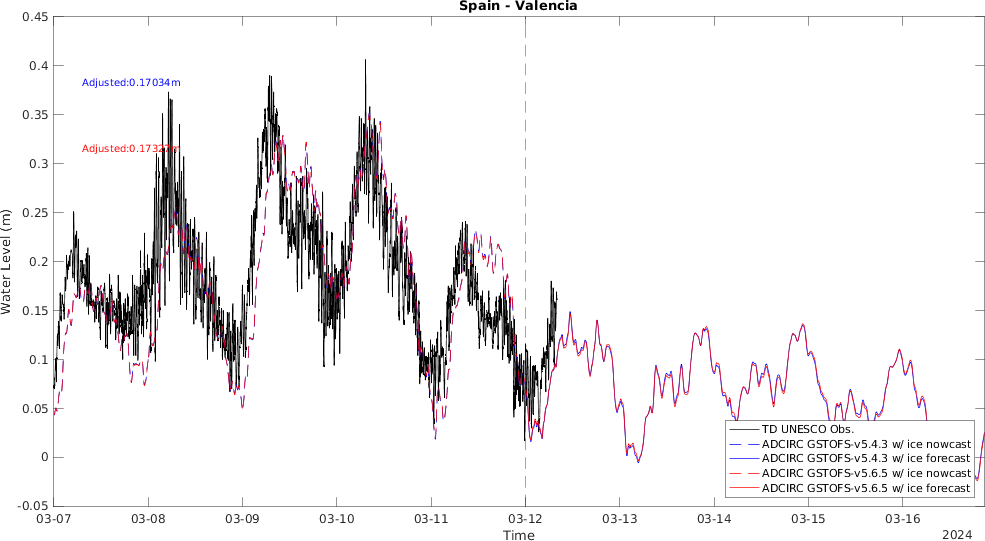 Spain - Valencia
0.45
0.4
0.35
0.3
0.25
0.2
0.15
0.1
0.05
0
-0.05
Water Level (m)
Adjusted:0.17034m
Adjusted:0.17327m
TD UNESCO Obs.
ADCIRC GSTOFS-v5.4.3 w/ ice nowcast
ADCIRC GSTOFS-v5.4.3 w/ ice forecast
ADCIRC GSTOFS-v5.6.5 w/ ice nowcast
ADCIRC GSTOFS-v5.6.5 w/ ice forecast
03-07 03-08 03-09 03-10 03-11 03-12 03-13 03-14 03-15 03-16
Time
2024